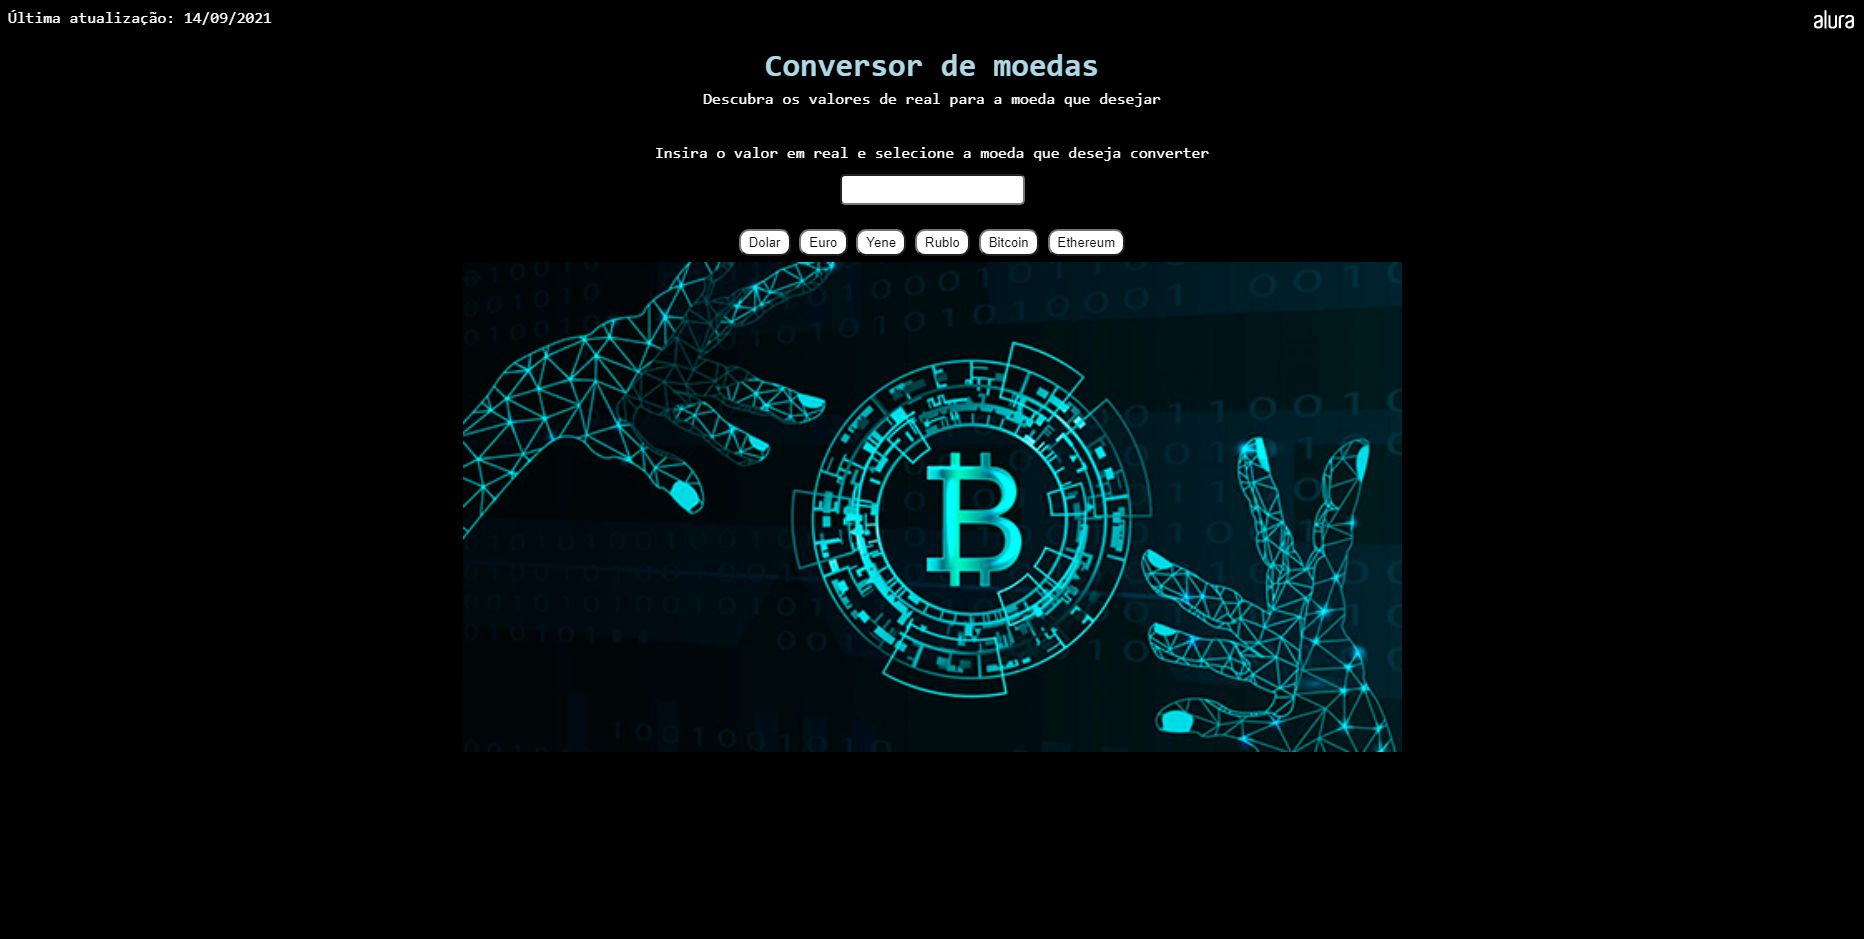 Última atualização: 14/09/2021
alura
Conversor de moedas
Descubra os valores de real para a moeda que desejar
Insira o valor em real e selecione a moeda que deseja converter
Dolar Euro Yene Rublo Bitcoin Ethereum